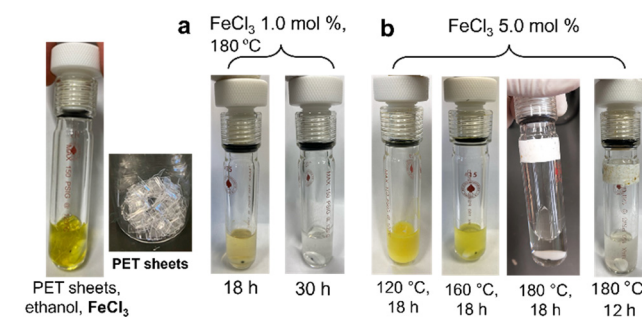 a
FeCl3 1.0 mol %,
180 ºC
b
FeCl3 5.0 mol %
PET sheets
PET sheets,
ethanol, FeCl3
18 h
30 h
120 °C,
18 h
160 °C,
18 h
180 °C,
18 h
180 °C
12 h